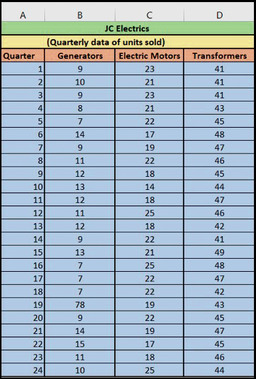 A B C D
JC Electrics
(Quarterly data of units sold)
Quarter Generators Electric Motors Transformers
1 9 23 41
2 10 21 41
3 9 23 41
4 8 21 43
5 7 22 45
6 14 17 48
7 9 19 47
8 11 22 46
9 12 18 45
10 13 14 44
11 12 18 47
12 11 25 46
13 12 18 42
14 9 22 41
15 13 21 49
16 7 25 48
17 7 22 47
18 7 22 42
19 78 19 43
20 9 22 45
21 14 19 47
22 15 17 45
23 11 18 46
24 10 25 44